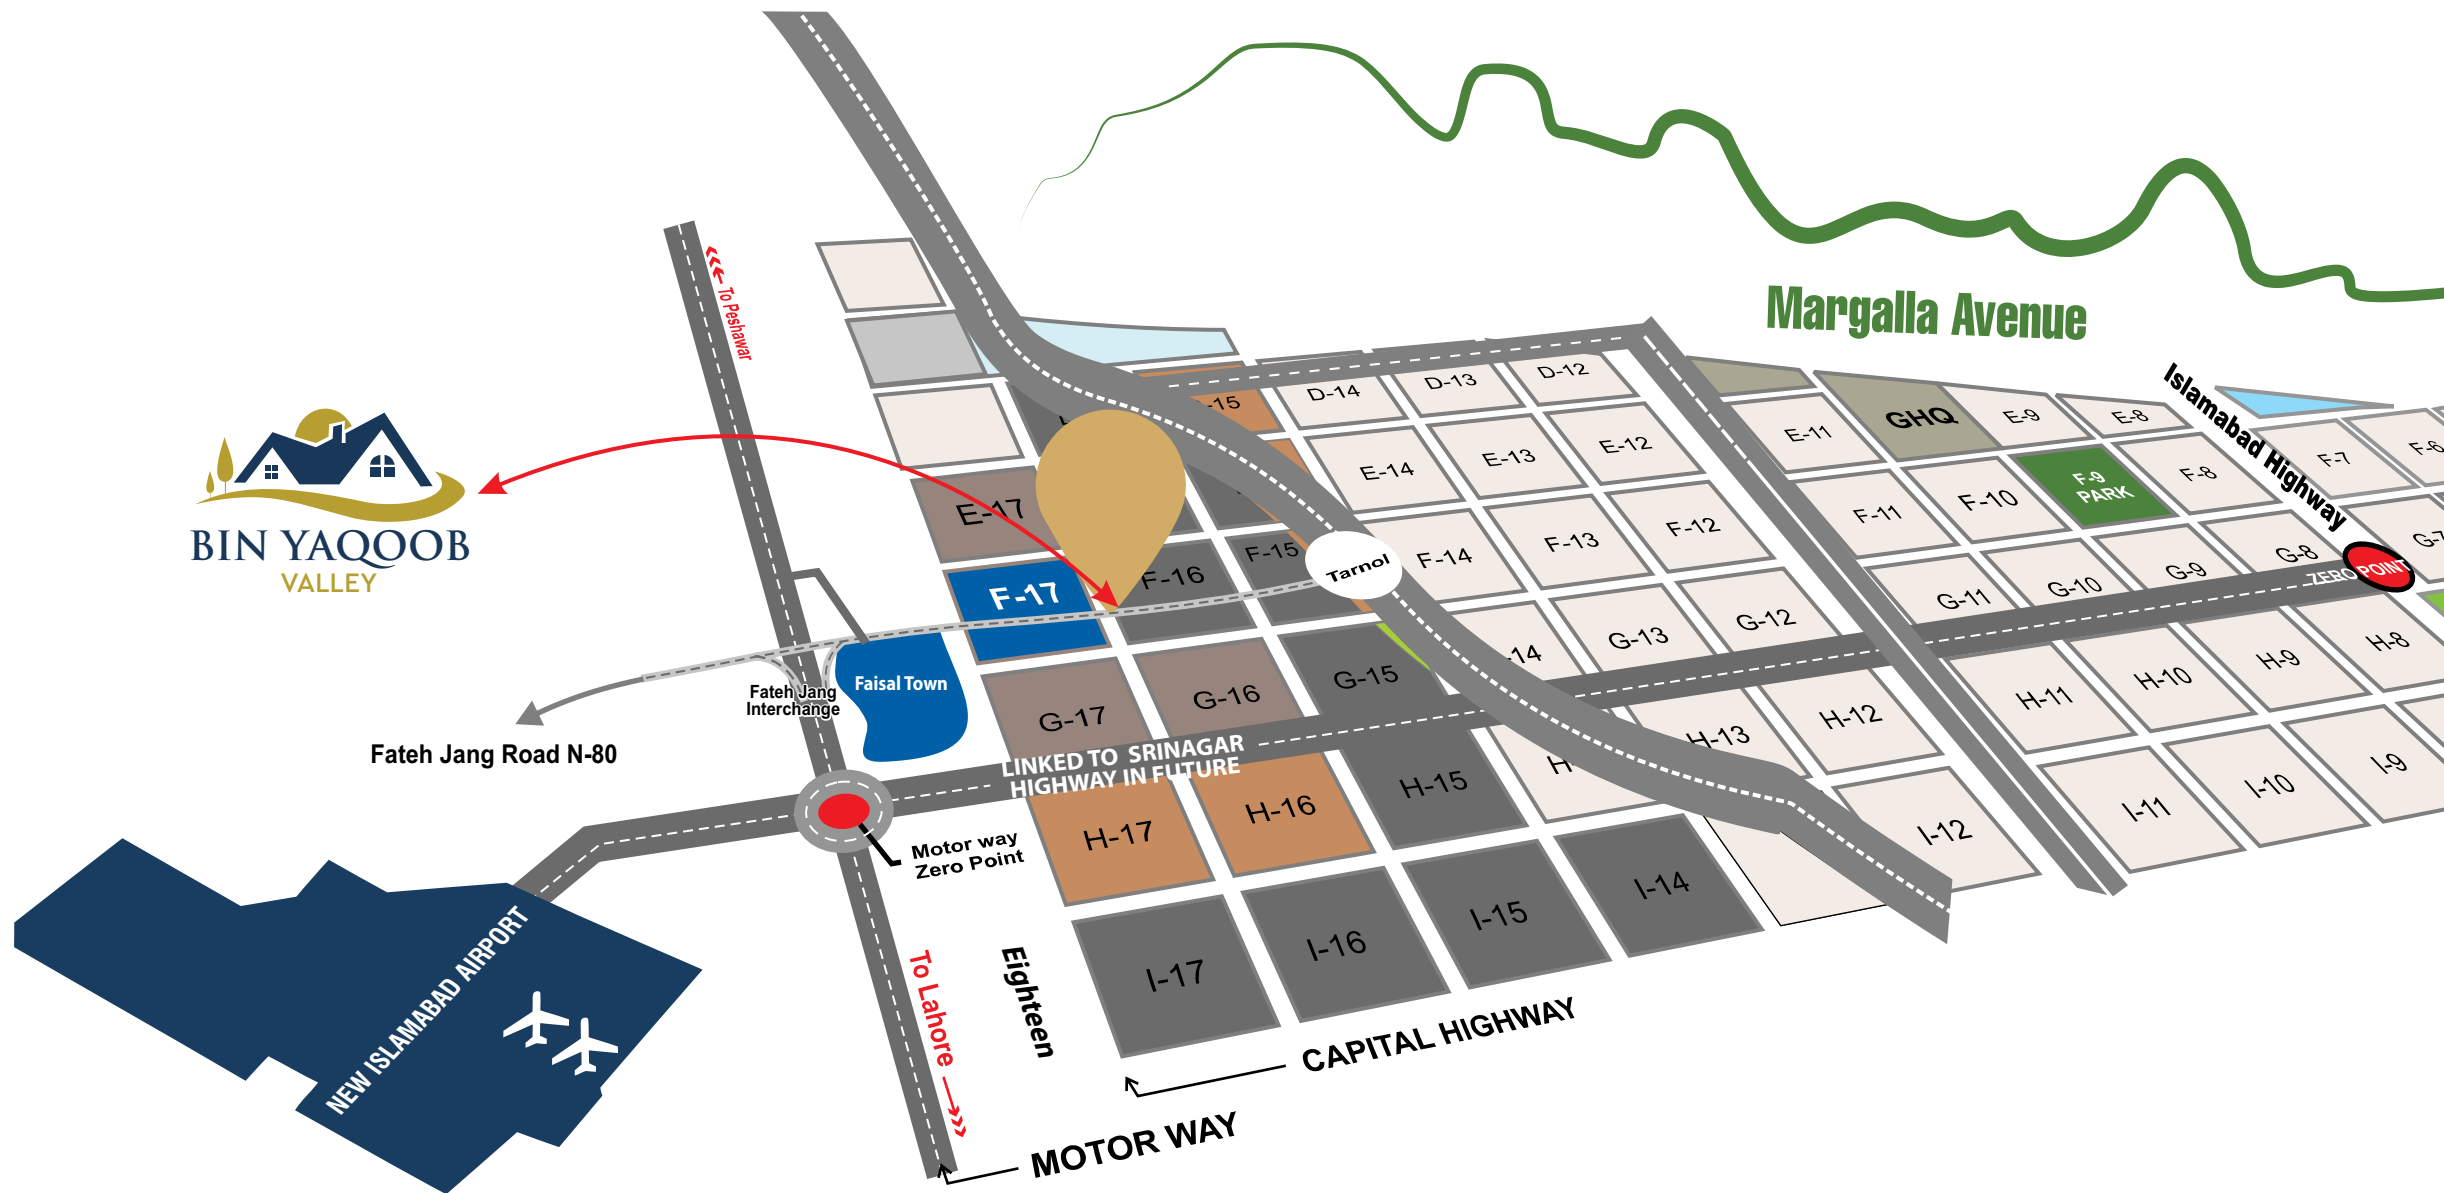 Margalla Avenue
To Peshawar
Islamabad Highway
D-14
D-13
D-12
-15
E-11
GHQ
E-9
E-8
E-14
E-13
E-12
F-7
F-6
F-11
F-10
F-9
PARK
F-8
E-17
F-17
F-16
F-15
Tarnol
F-14
F-13
F-12
G-11
G-10
G-9
G-8
G-7
ZERO POINT
BIN YAQOOB
VALLEY
Fateh Jang
Interchange
Faisal Town
G-17
G-16
G-15
-14
G-13
G-12
H-11
H-10
H-9
H-8
Fateh Jang Road N-80
LINKED TO SRINAGAR
HIGHWAY IN FUTURE
H-17
H-16
H-15
H-13
H-12
I-11
I-10
I-9
Motor way
Zero Point
I-17
I-16
I-15
I-14
I-12
NEW ISLAMABAD AIRPORT
To Lahore
Eighteen
CAPITAL HIGHWAY
MOTOR WAY